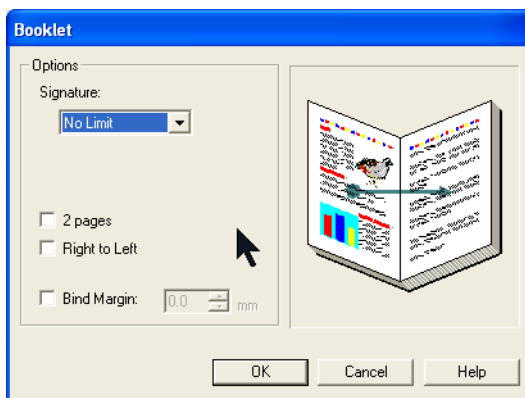 Booklet
Options
Signature:
No Limit
2 pages
Right to Left
Bind Margin: 0.0 mm
OK Cancel Help